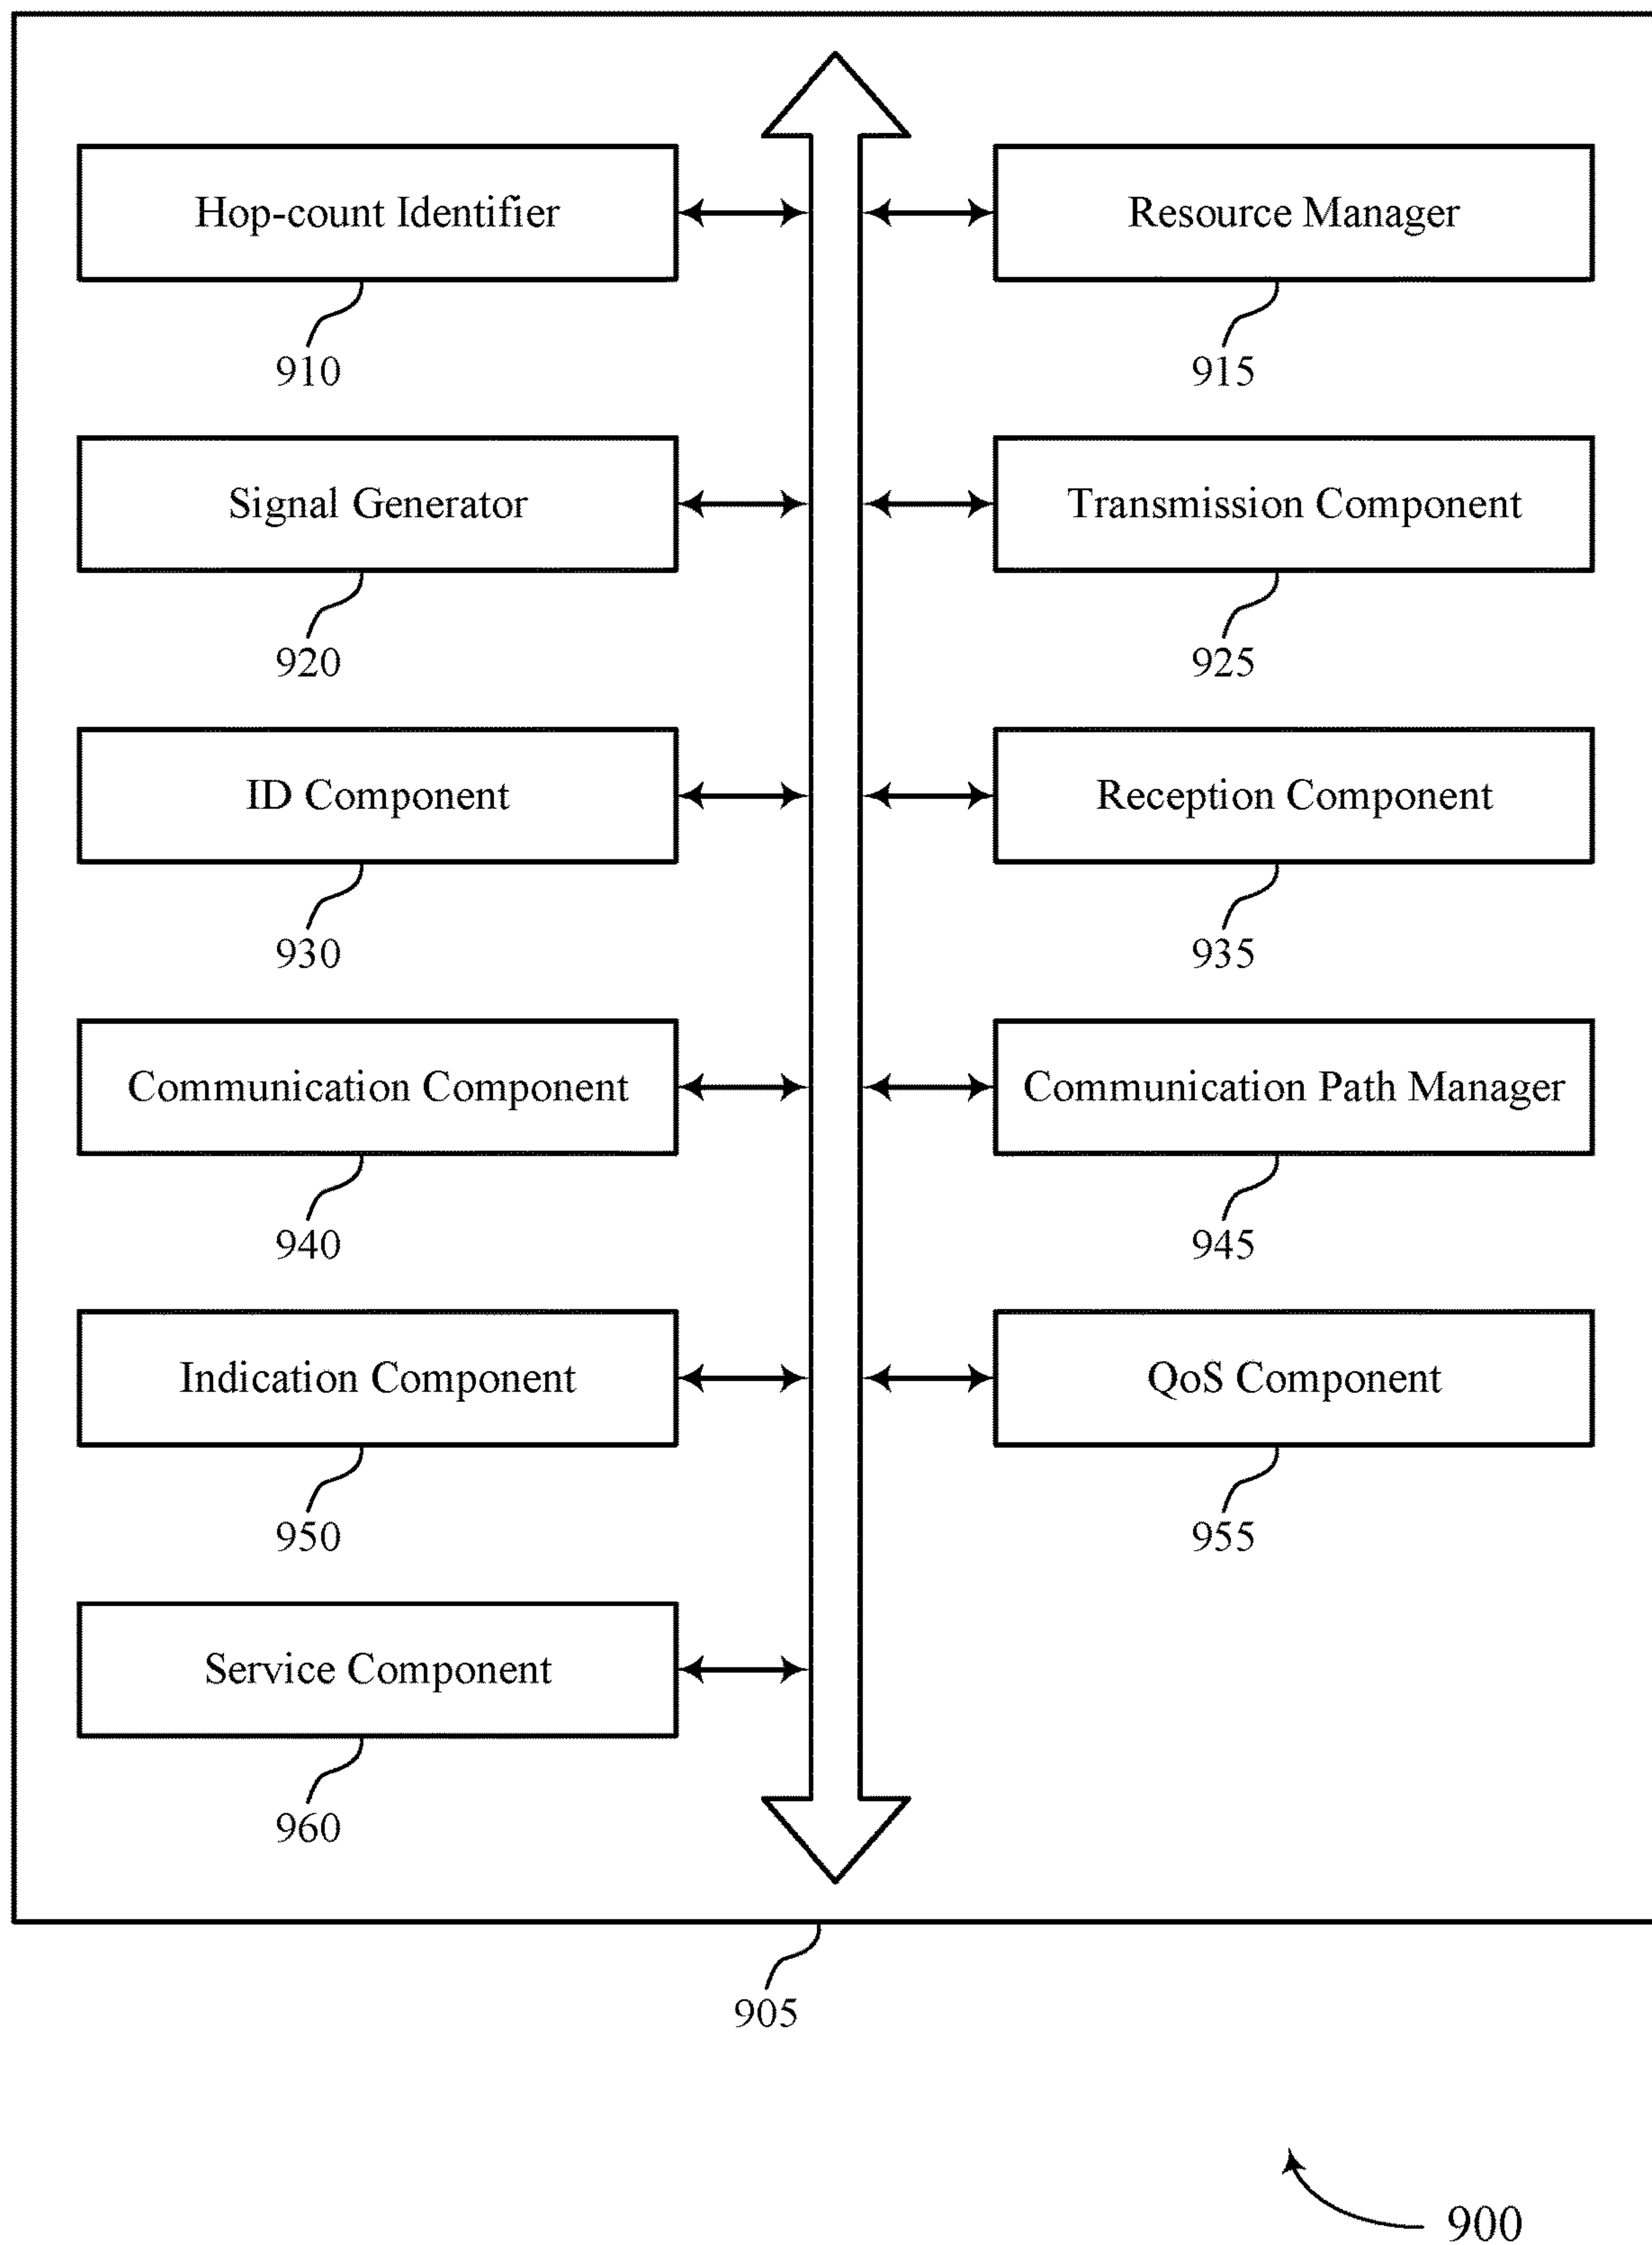 Hop-count Identifier
Resource Manager
910
915
Signal Generator
Transmission Component
920
925
ID Component
Reception Component
930
935
Communication Component
Communication Path Manager
940
945
Indication Component
QoS Component
950
955
Service Component
960
905
900